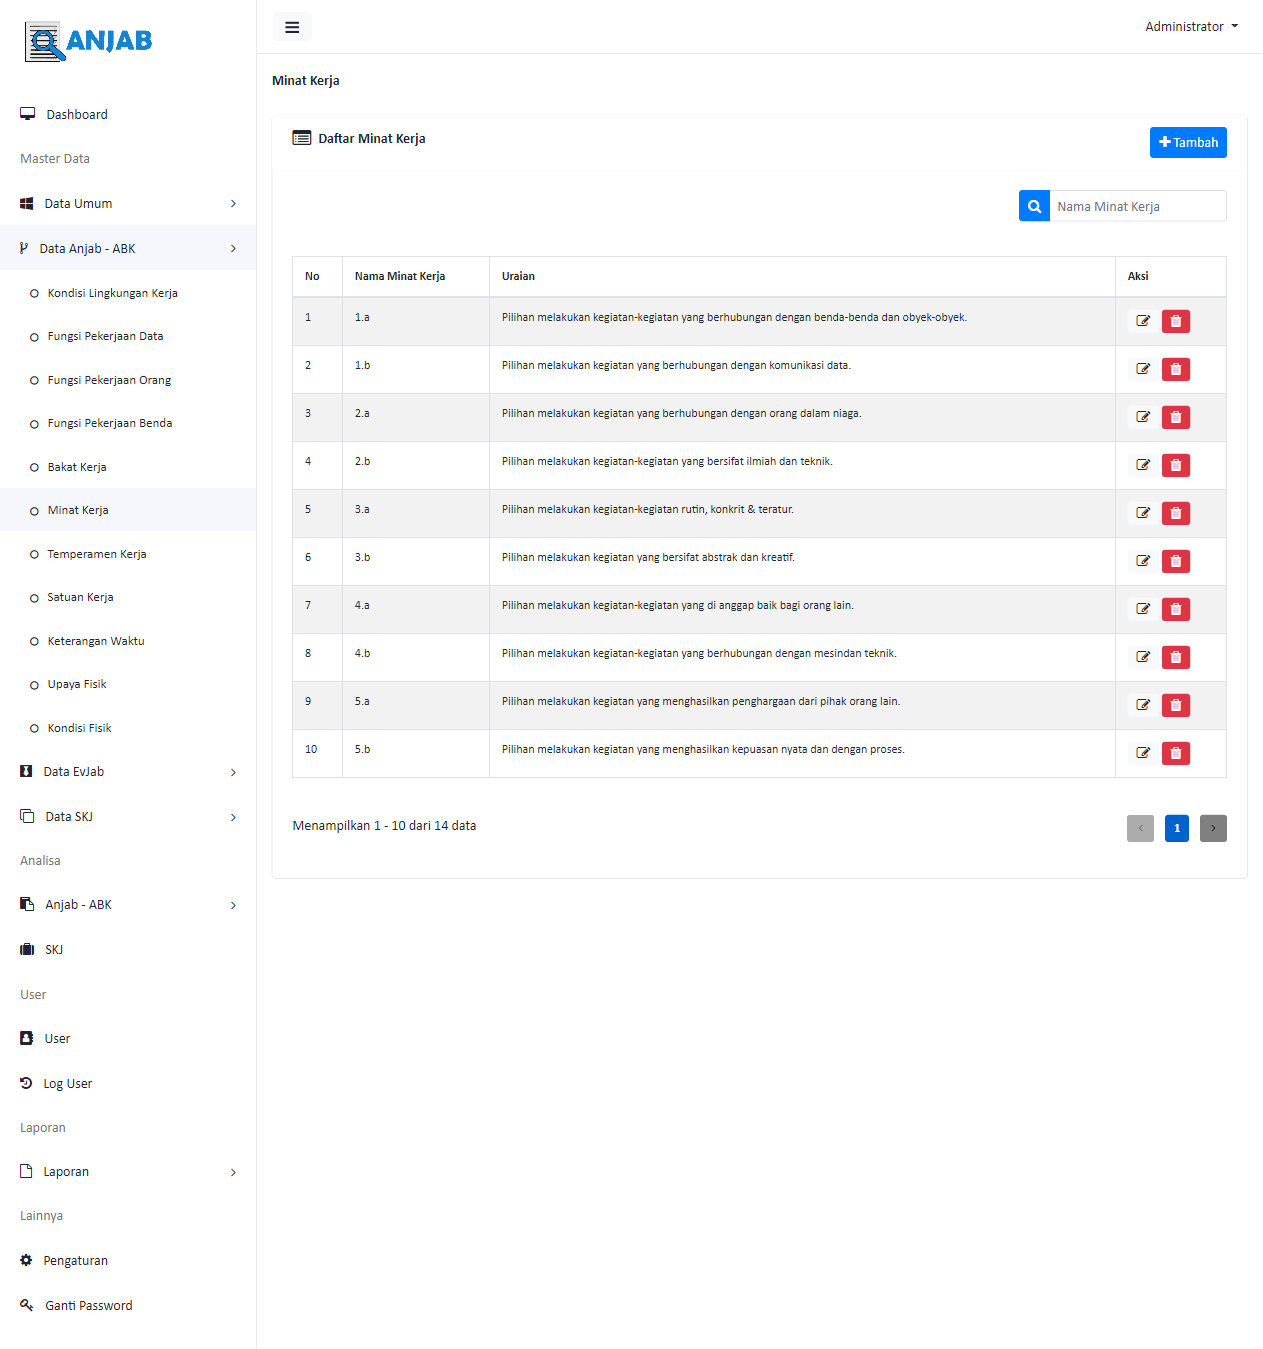 ANJAB
Administrator
Minat Kerja
Dashboard
Master Data
Data Umum
Data Anjab - ABK
Kondisi Lingkungan Kerja
Fungsi Pekerjaan Data
Fungsi Pekerjaan Orang
Fungsi Pekerjaan Benda
Bakat Kerja
Minat Kerja
Temperamen Kerja
Satuan Kerja
Keterangan Waktu
Upaya Fisik
Kondisi Fisik
Data EvJab
Data SKJ
Analisa
Anjab - ABK
SKJ
User
User
Log User
Laporan
Laporan
Lainnya
Pengaturan
Ganti Password
Daftar Minat Kerja
Tambah
Nama Minat Kerja
No Nama Minat Kerja Uraian Aksi
1 1.a Pilihan melakukan kegiatan-kegiatan yang berhubungan dengan benda-benda dan obyek-obyek.
2 1.b Pilihan melakukan kegiatan yang berhubungan dengan komunikasi data.
3 2.a Pilihan melakukan kegiatan yang berhubungan dengan orang dalam niaga.
4 2.b Pilihan melakukan kegiatan-kegiatan yang bersifat ilmiah dan teknik.
5 3.a Pilihan melakukan kegiatan-kegiatan rutin, konkrit & teratur.
6 3.b Pilihan melakukan kegiatan yang bersifat abstrak dan kreatif.
7 4.a Pilihan melakukan kegiatan-kegiatan yang di anggap baik bagi orang lain.
8 4.b Pilihan melakukan kegiatan-kegiatan yang berhubungan dengan mesindan teknik.
9 5.a Pilihan melakukan kegiatan yang menghasilkan penghargaan dari pihak orang lain.
10 5.b Pilihan melakukan kegiatan yang menghasilkan kepuasan nyata dan dengan proses.
Menampilkan 1 - 10 dari 14 data
‹ 1 ›